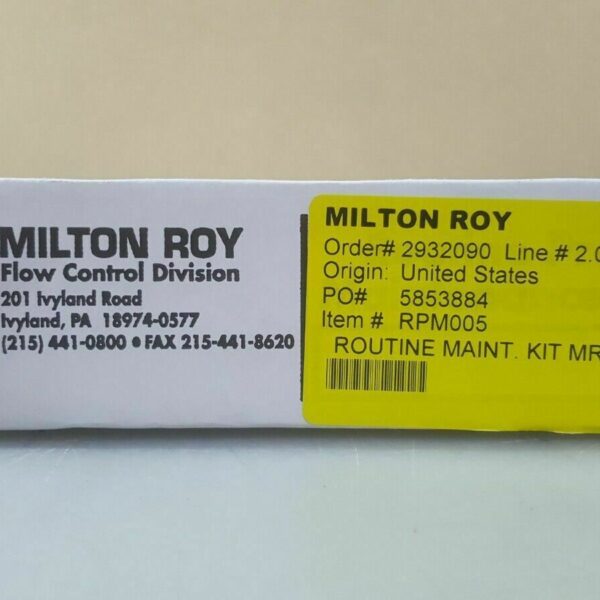 MILTON ROY
Flow Control Division
201 Ivyland Road
Ivyland, PA 18974-0577
(215) 441-0800 • FAX 215-441-8620
MILTON ROY
Order# 2932090 Line # 2.0
Origin: United States
PO# 5853884
Item # RPM005
ROUTINE MAINT. KIT MR